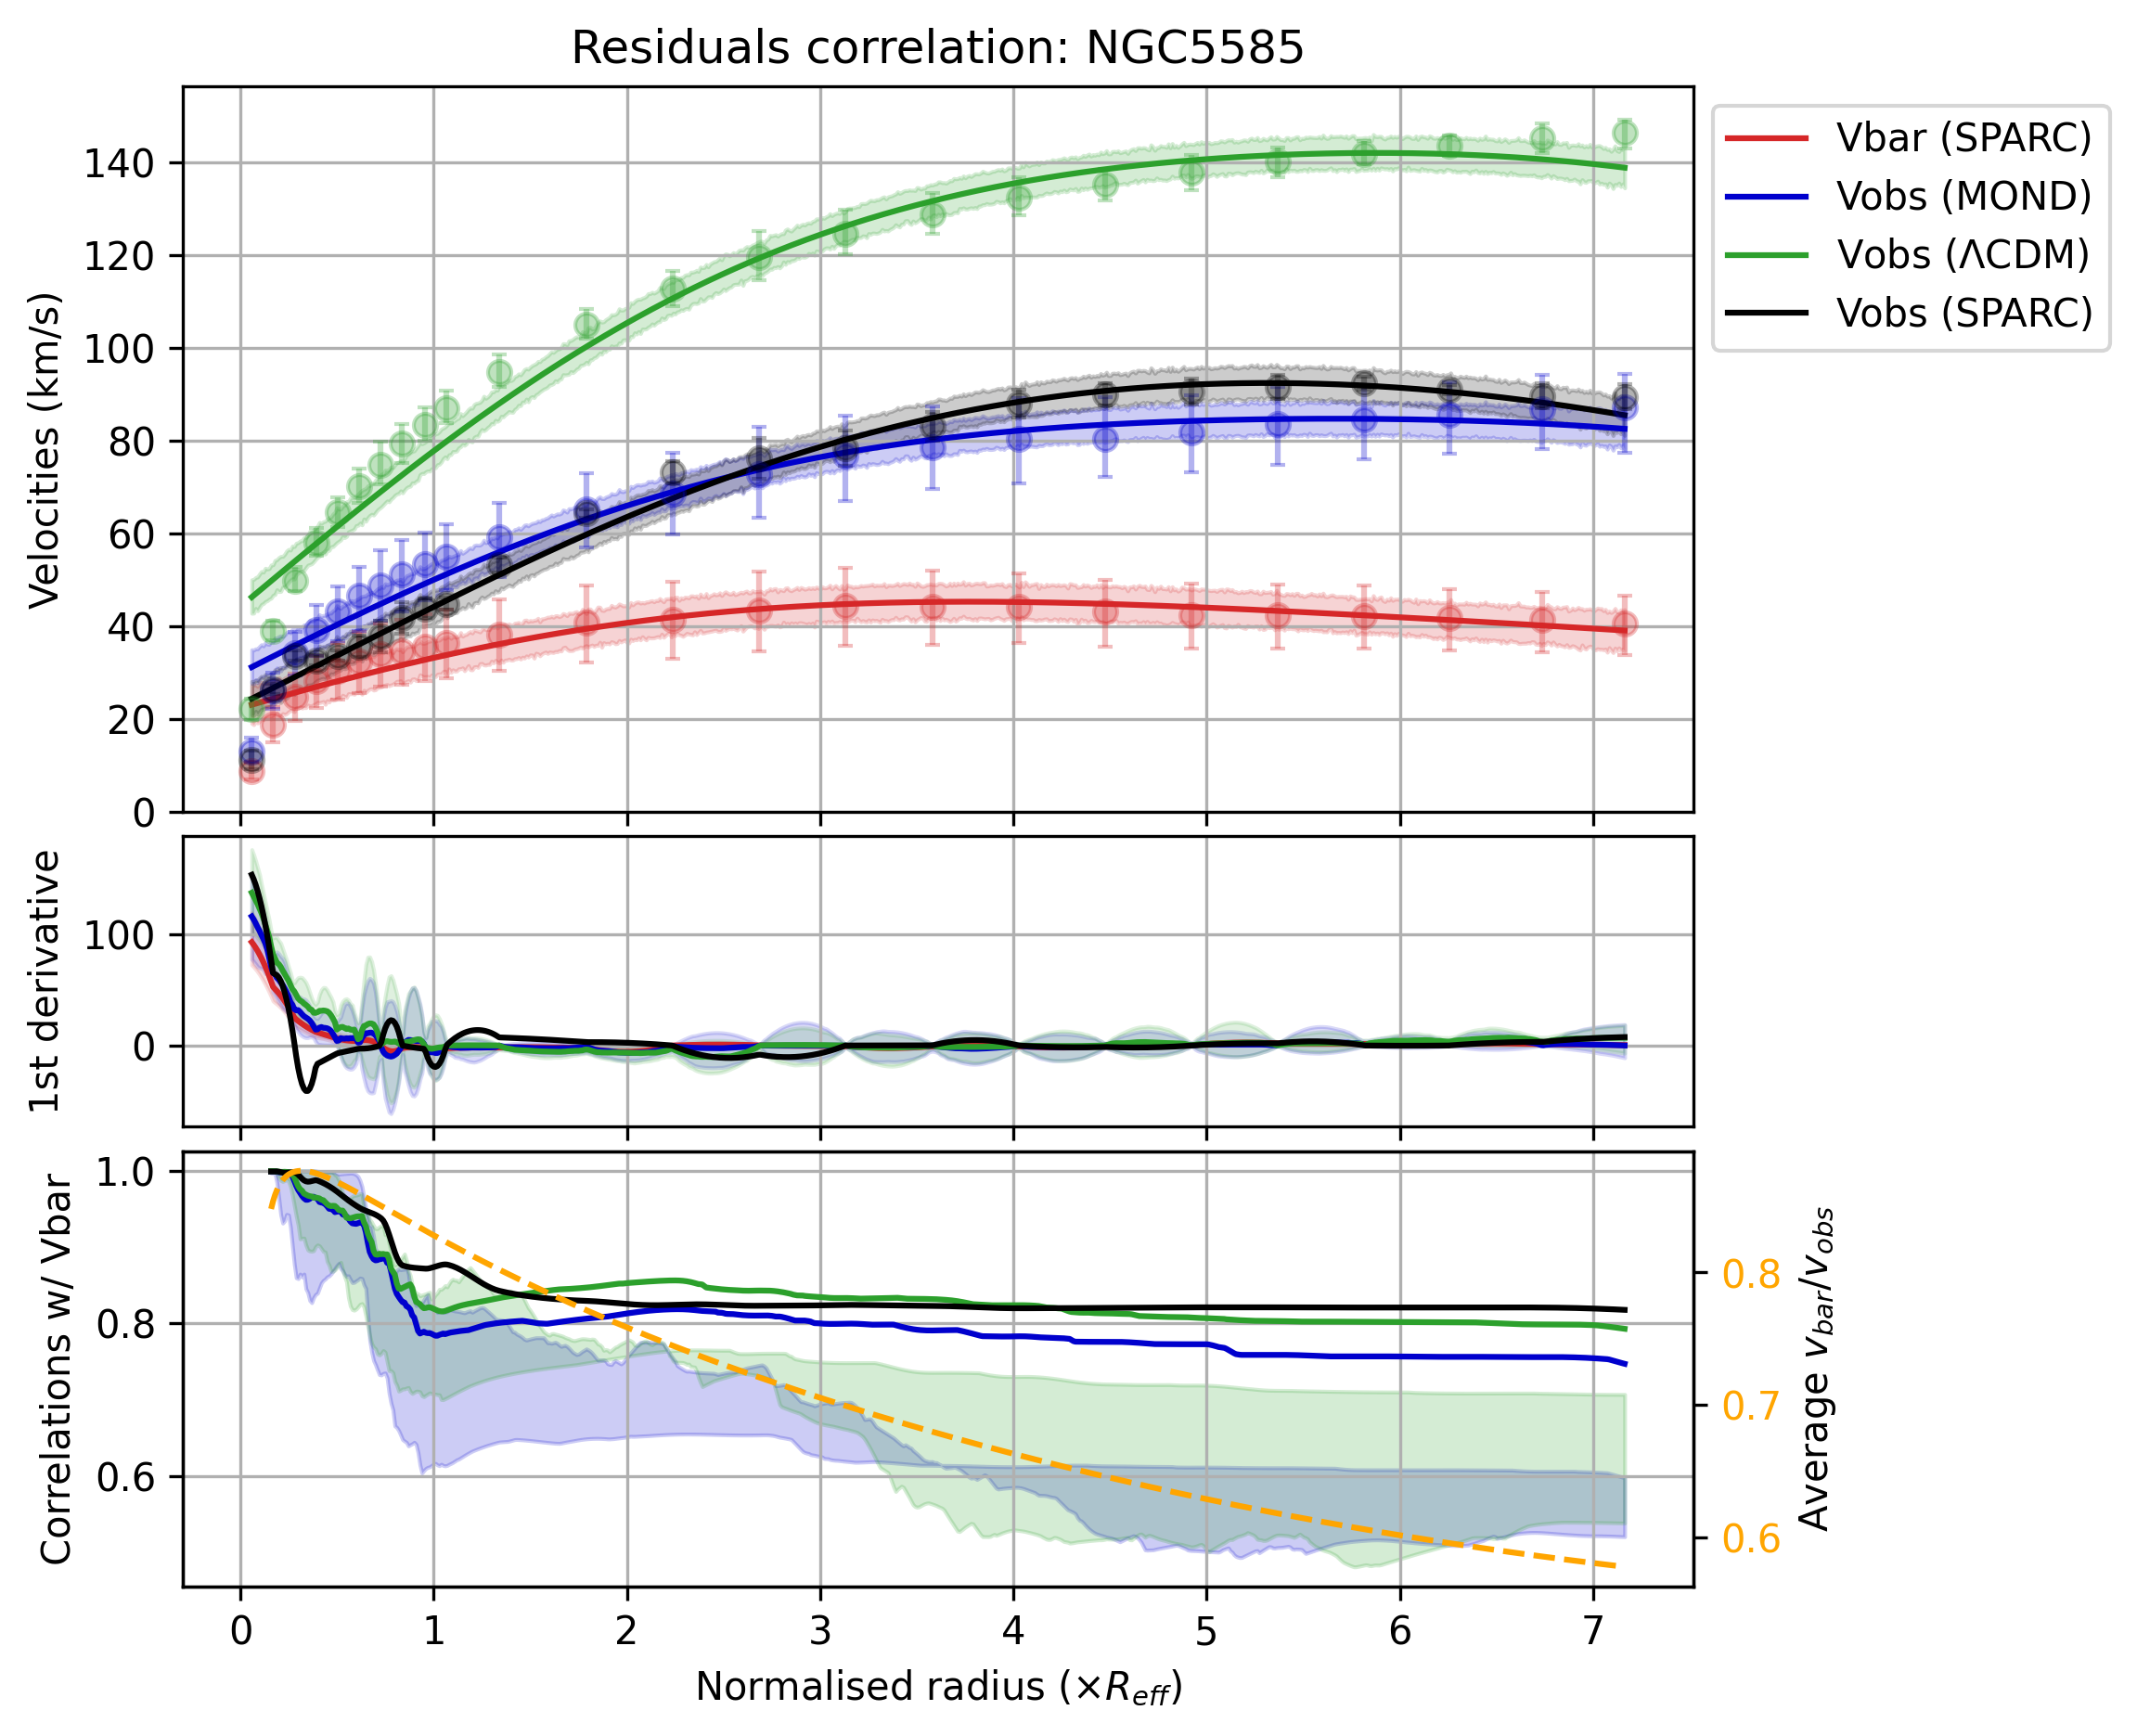 Residuals correlation: NGC5585
Velocities (km/s)
140
120
100
80
60
40
20
0
Vbar (SPARC)
Vobs (MOND)
Vobs (ΛCDM)
Vobs (SPARC)
1st derivative
100
0
Correlations w/ Vbar
1.0
0.8
0.6
0.8
0.7
0.6
Average v_bar/v_obs
0 1 2 3 4 5 6 7
Normalised radius (×R_eff)